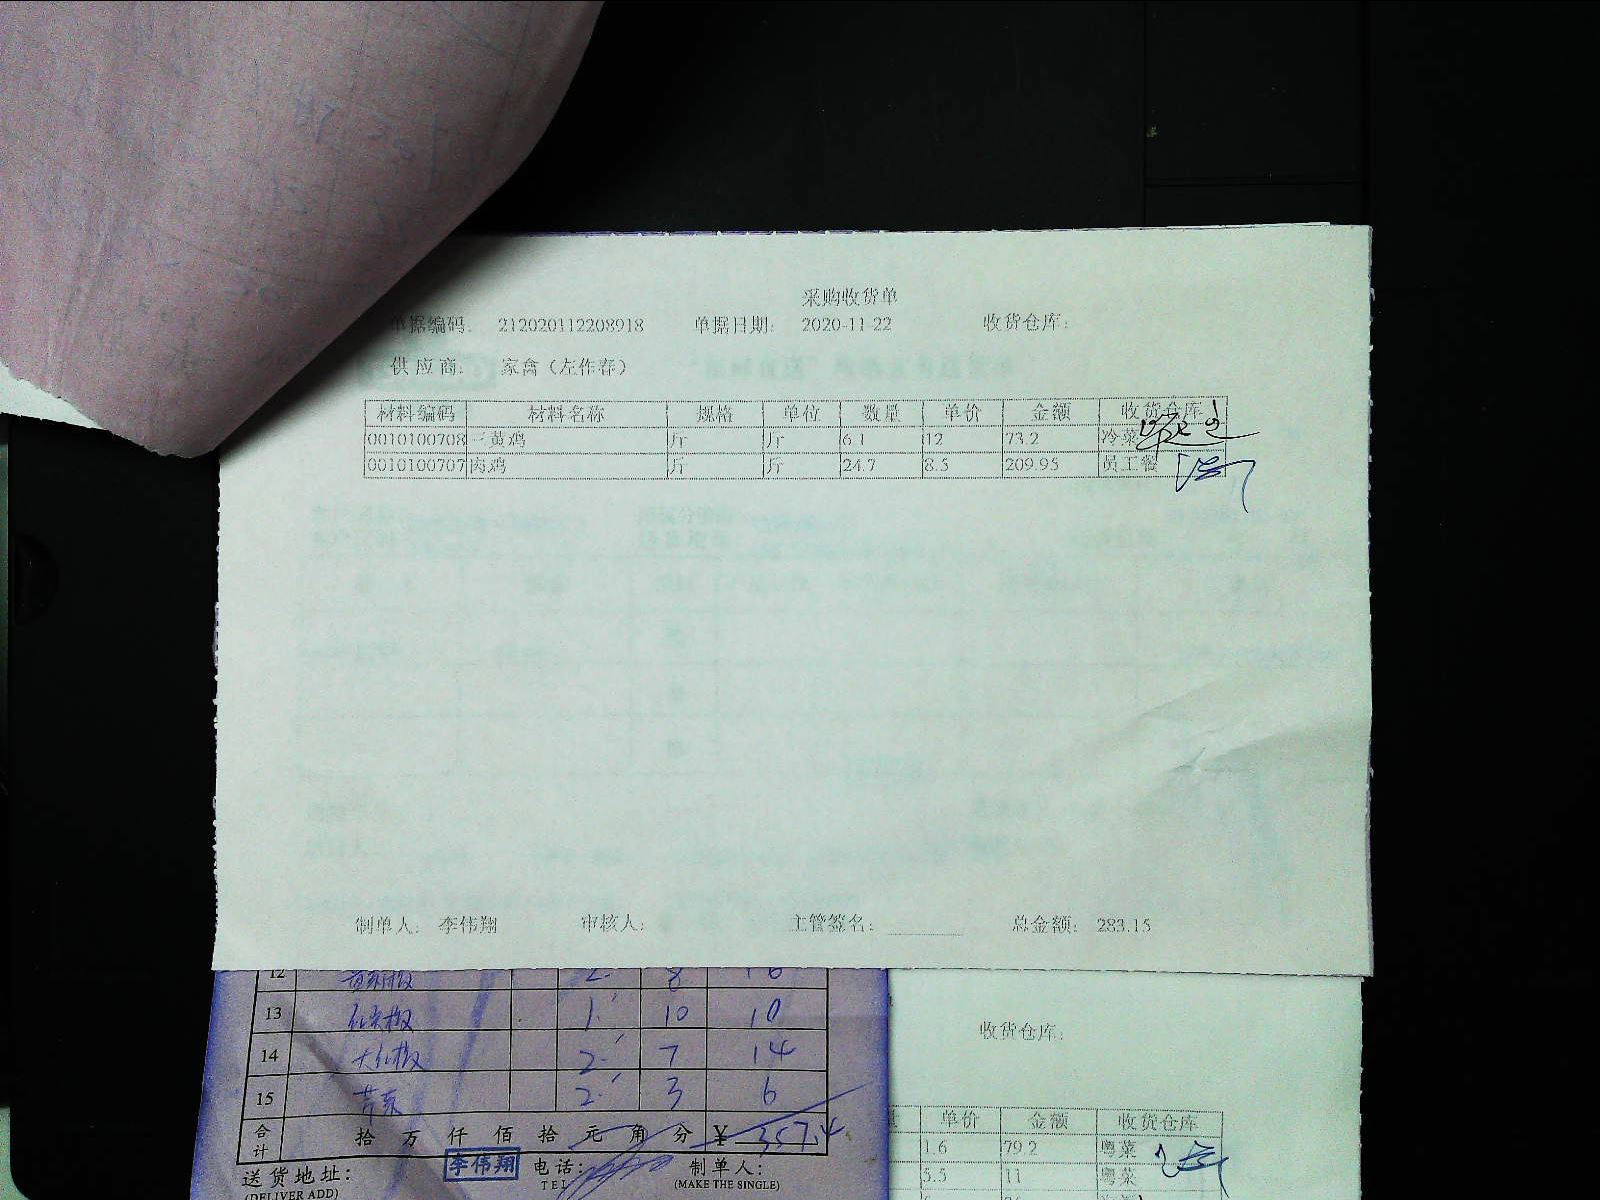 采购收货单
单据编码: 212020112208918 单据日期: 2020-11-22 收货仓库:
供应商: 家禽（左作春）
材料编码 材料名称 规格 单位 数量 单价 金额 收货仓库
0010100708 三黄鸡 斤 斤 6.1 12 73.2 冷菜
0010100707 肉鸡 斤 斤 24.7 8.5 209.95 员工餐
制单人: 李伟翔 审核人: 主管签名: 总金额: 283.15
12 2 8 16
13 1 10 10
14 大红椒 2 7 14
15 2 3 6
合计 拾 万 仟 佰 拾 元 角 分 ¥ 357.4
送货地址: 李伟翔 电话: 制单人:
(DELIVER ADD) TEL (MAKE THE SINGLE)
收货仓库:
单价 金额 收货仓库
1.6 79.2 粤菜
5.5 11 粤菜